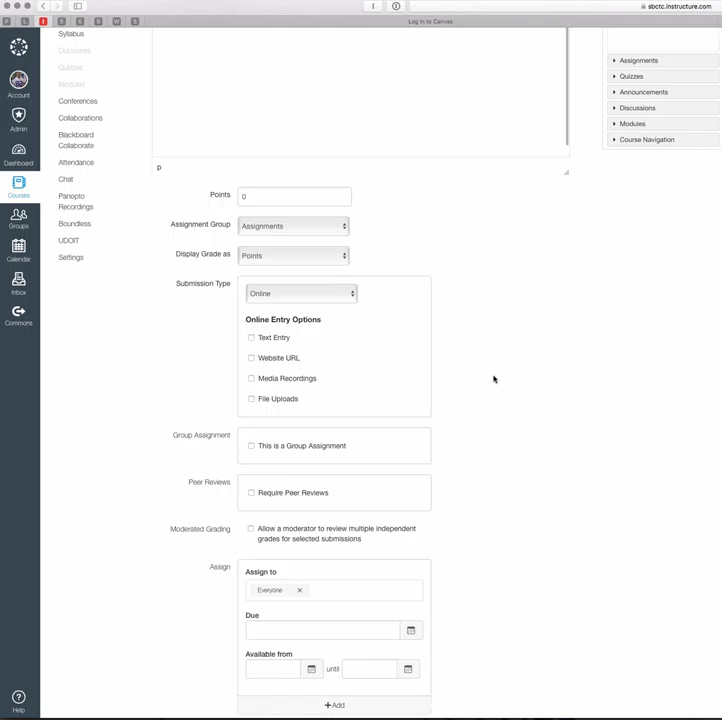 sbctc.instructure.com
Log In to Canvas
Syllabus
Outcomes
Quizzes
Modules
Conferences
Collaborations
Blackboard
Collaborate
Attendance
Chat
Panopto
Recordings
Boundless
UDOIT
Settings
Account
Admin
Dashboard
Courses
Groups
Calendar
Inbox
Commons
Help
Assignments
Quizzes
Announcements
Discussions
Modules
Course Navigation
p
Points
0
Assignment Group
Assignments
Display Grade as
Points
Submission Type
Online
Online Entry Options
Text Entry
Website URL
Media Recordings
File Uploads
Group Assignment
This is a Group Assignment
Peer Reviews
Require Peer Reviews
Moderated Grading
Allow a moderator to review multiple independent
grades for selected submissions
Assign
Assign to
Everyone
Due
Available from
until
+Add